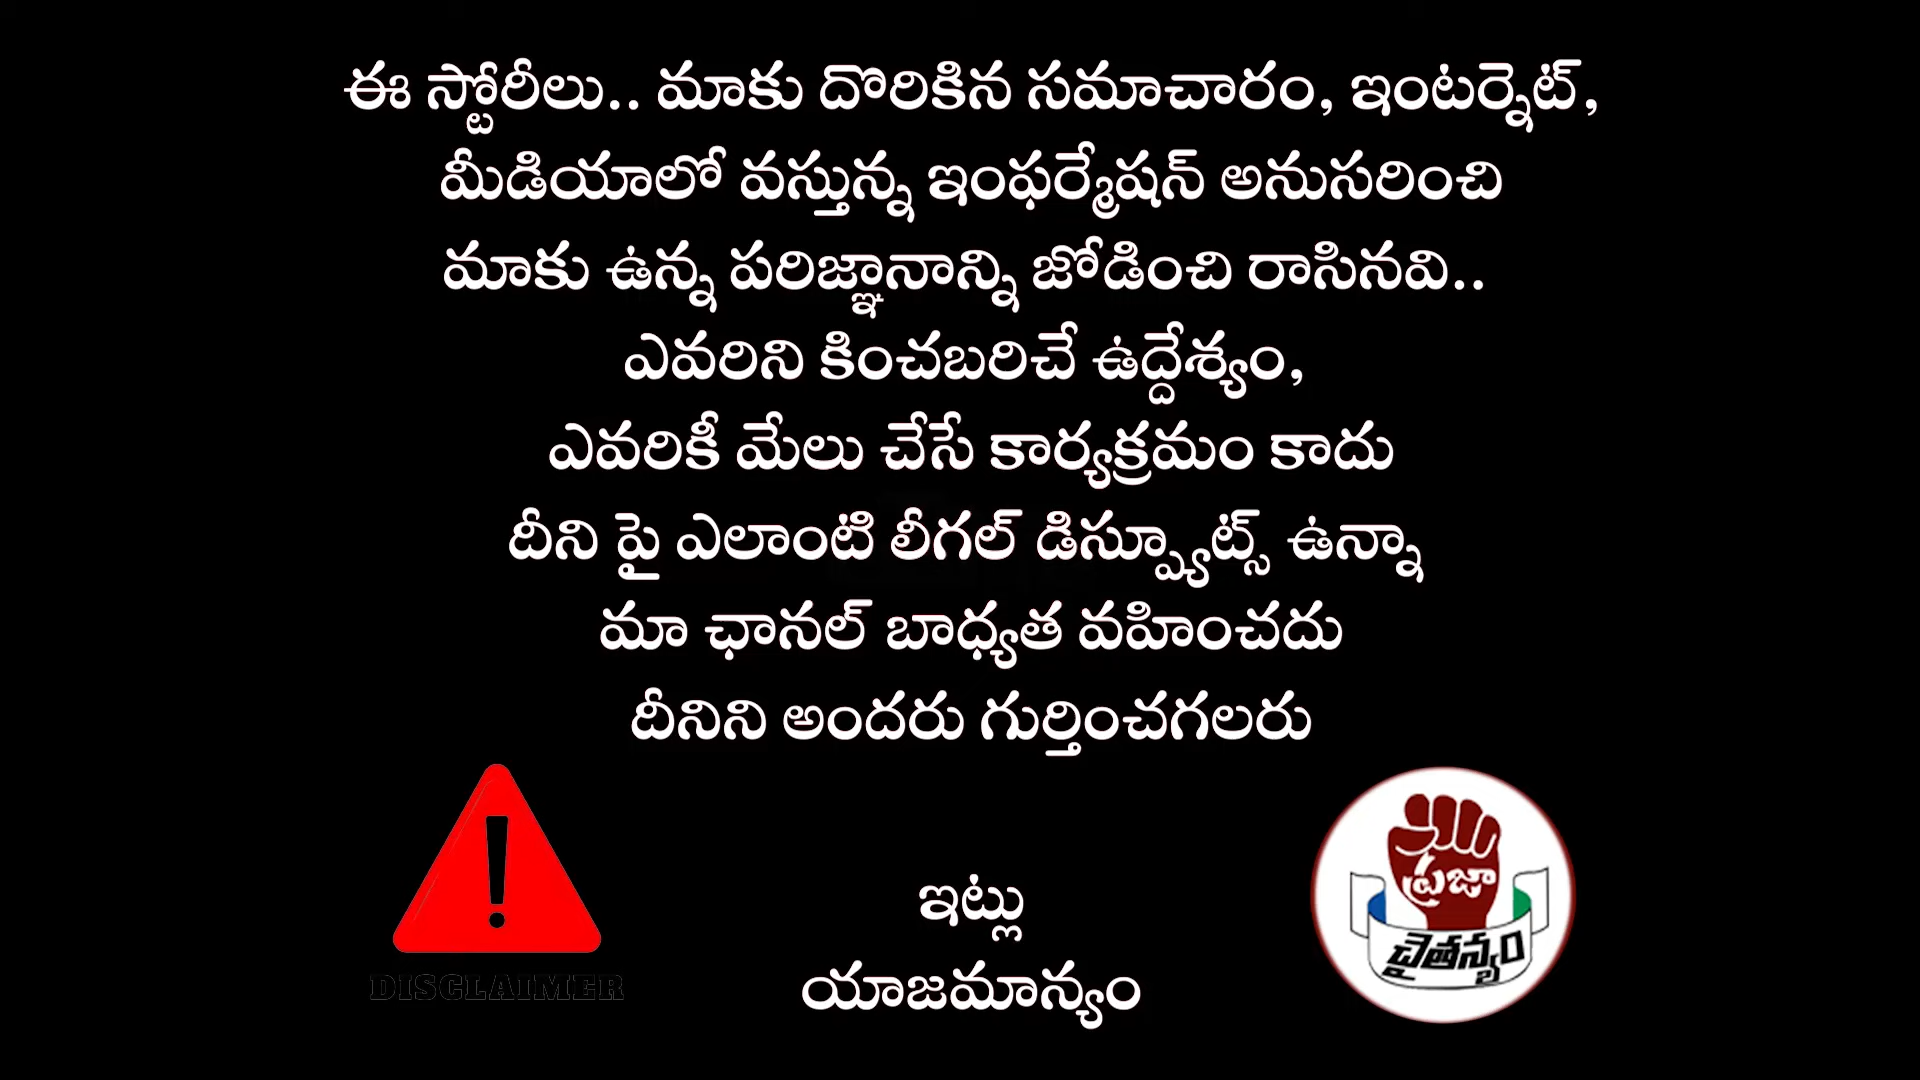 ఈ స్టోరీలు.. మాకు దొరికిన సమాచారం, ఇంటర్నెట్,
మీడియాలో వస్తున్న ఇంఫర్మేషన్ అనుసరించి
మాకు ఉన్న పరిజ్ఞానాన్ని జోడించి రాసినవి..
ఎవరిని కించబరిచే ఉద్దేశ్యం,
ఎవరికీ మేలు చేసే కార్యక్రమం కాదు
దీని పై ఎలాంటి లీగల్ డిస్ప్యూట్స్ ఉన్నా
మా ఛానల్ బాధ్యత వహించదు
దీనిని అందరు గుర్తించగలరు
ఇట్లు
యాజమాన్యం
DISCLAIMER
ప్రజా
చైతన్యం